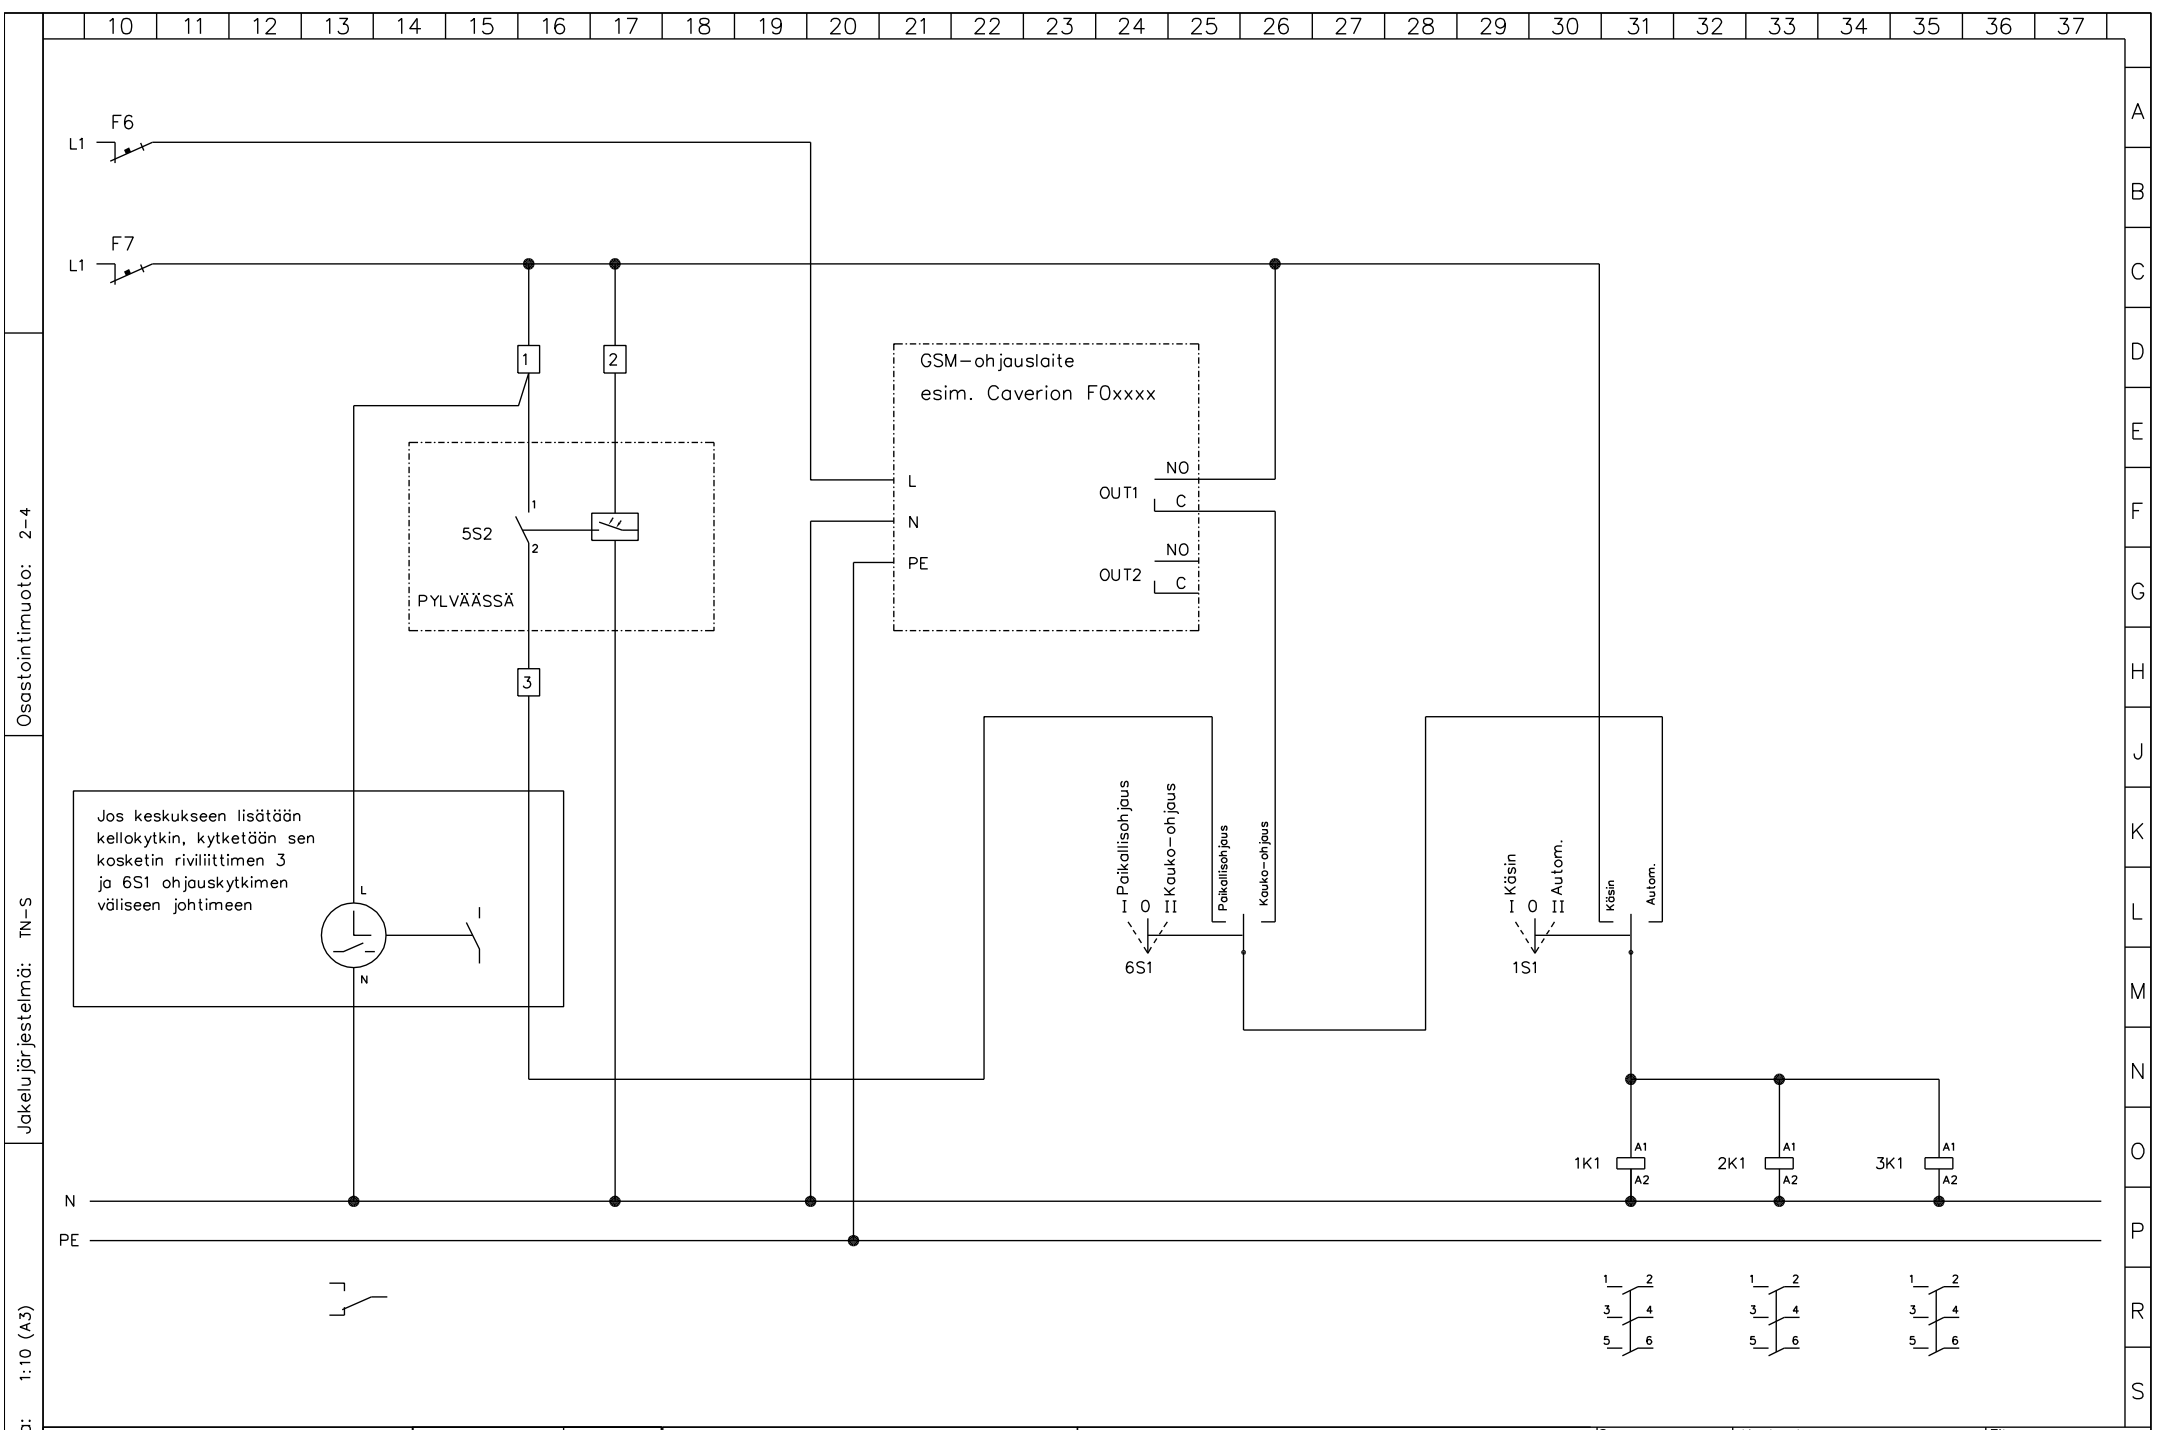 10 11 12 13 14 15 16 17 18 19 20 21 22 23 24 25 26 27 28 29 30 31 32 33 34 35 36 37
A
B
C
D
E
F
G
H
J
K
L
M
N
O
P
R
S
Osastointimuoto: 2-4
Jakelujärjestelmä: TN-S
1:10 (A3)
F6
L1
F7
L1
1
2
GSM-ohjauslaite
esim. Caverion F0xxxx
L
N
PE
NO
OUT1
C
NO
OUT2
C
1
5S2
2
PYLVÄÄSSÄ
3
Jos keskukseen lisätään
kellokytkin, kytketään sen
kosketin riviliittimen 3
ja 6S1 ohjauskytkimen
väliseen johtimeen
L
N
Paikallisohjaus
Kauko-ohjaus
I 0 II
6S1
Paikallisohjaus
Kauko-ohjaus
Käsin
Autom.
I 0 II
1S1
Käsin
Autom.
A1
1K1
A2
A1
2K1
A2
A1
3K1
A2
N
PE
1 2
3 4
5 6
1 2
3 4
5 6
1 2
3 4
5 6